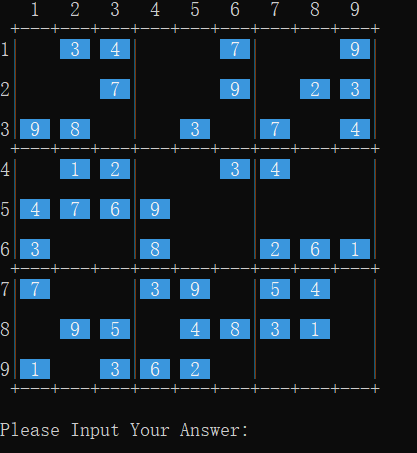 1 2 3 4 5 6 7 8 9
+---+---+---+---+---+---+---+---+---+
1 | 3 4 | 7 | 9 |
2 | 7 | 9 | 2 3 |
3 | 9 8 | 3 | 7 4 |
+---+---+---+---+---+---+---+---+---+
4 | 1 2 | 3 | 4 |
5 | 4 7 6 | 9 | |
6 | 3 | 8 | 2 6 1 |
+---+---+---+---+---+---+---+---+---+
7 | 7 | 3 9 | 5 4 |
8 | 9 5 | 4 8 | 3 1 |
9 | 1 3 | 6 2 | |
+---+---+---+---+---+---+---+---+---+
Please Input Your Answer: